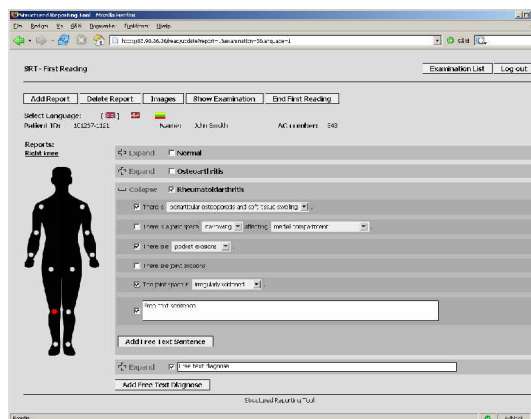 Structured Reporting Tool - Mozilla Firefox
SRT - First Reading
Examination List
Log out
Add Report
Delete Report
Images
Show Examination
End First Reading
Select Language:
Patient ID:
Name: John Smith
AC number: 343
Reports:
Right knee
Expand Normal
Expand Osteoarthritis
Collapse Rheumatoidarthritis
There is periarticular osteoporosis and soft tissue swelling .
There is a joint space narrowing affecting medial compartment .
There are pocket erosions .
There are joint erosions
The joint space is irregularly widened .
Free text sentence
Add Free Text Sentence
Expand Free text diagnose
Add Free Text Diagnose
Structured Reporting Tool